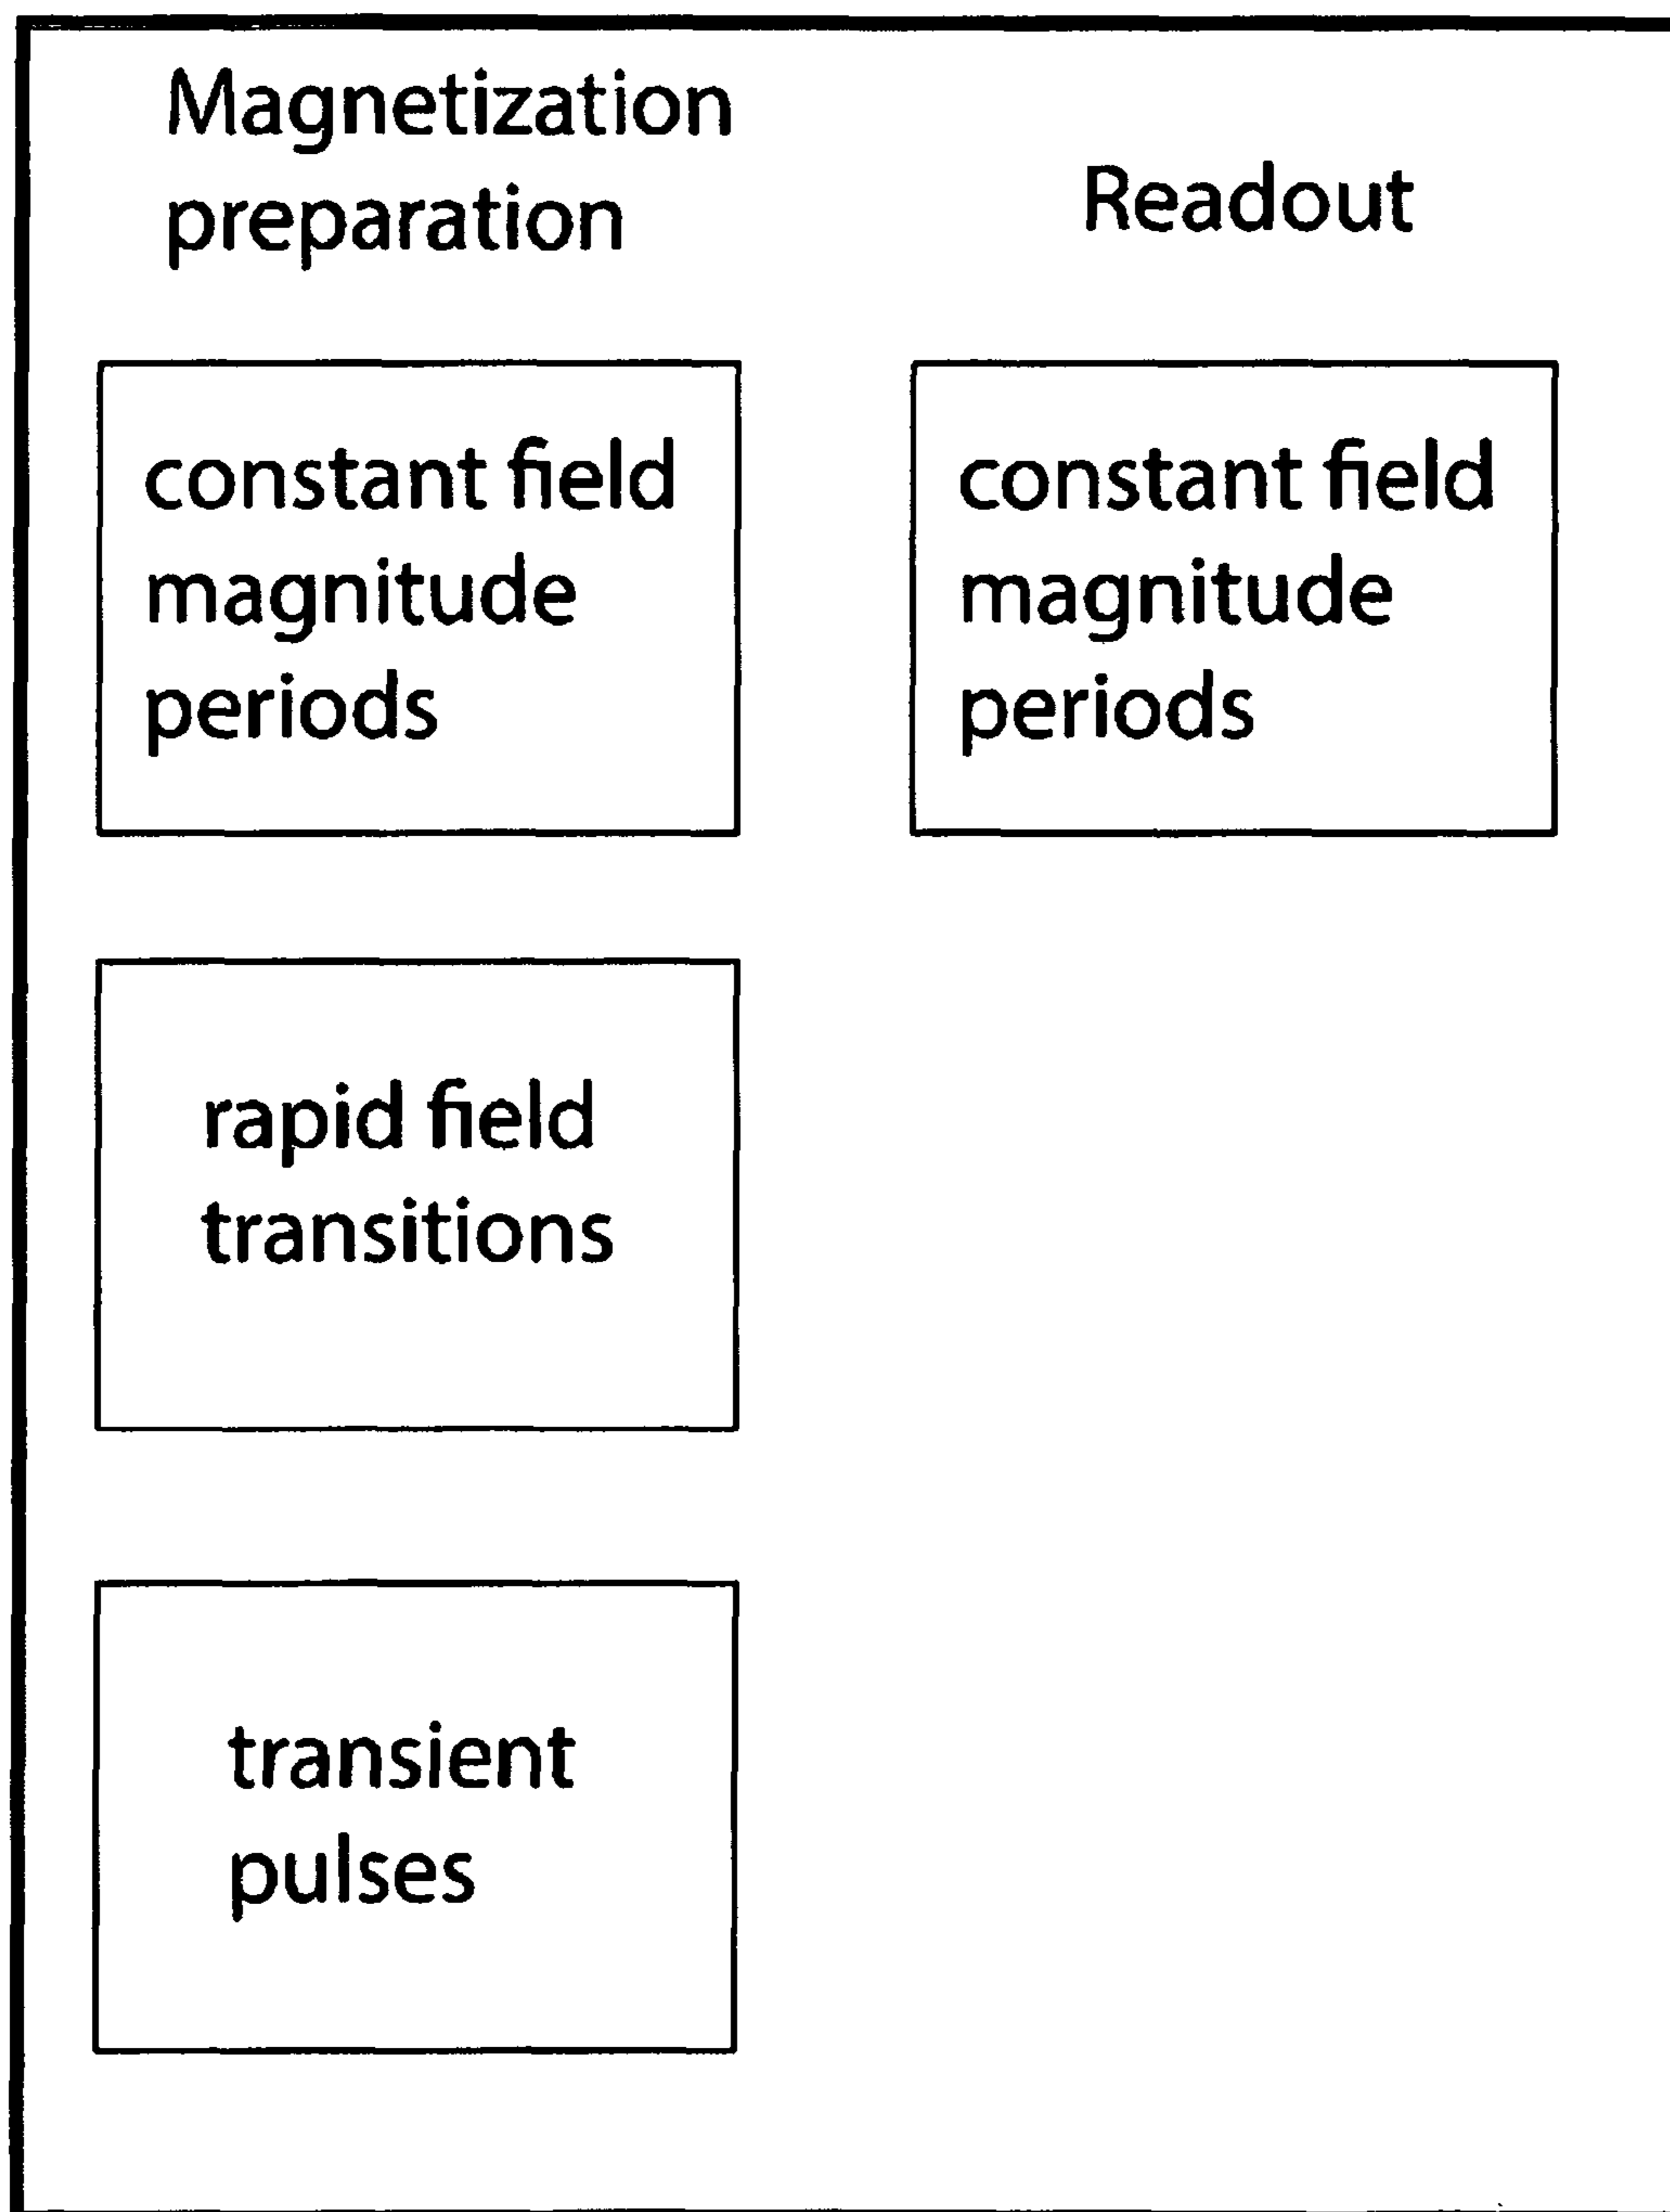 Magnetization
preparation
Readout
constant field
magnitude
periods
constant field
magnitude
periods
rapid field
transitions
transient
pulses